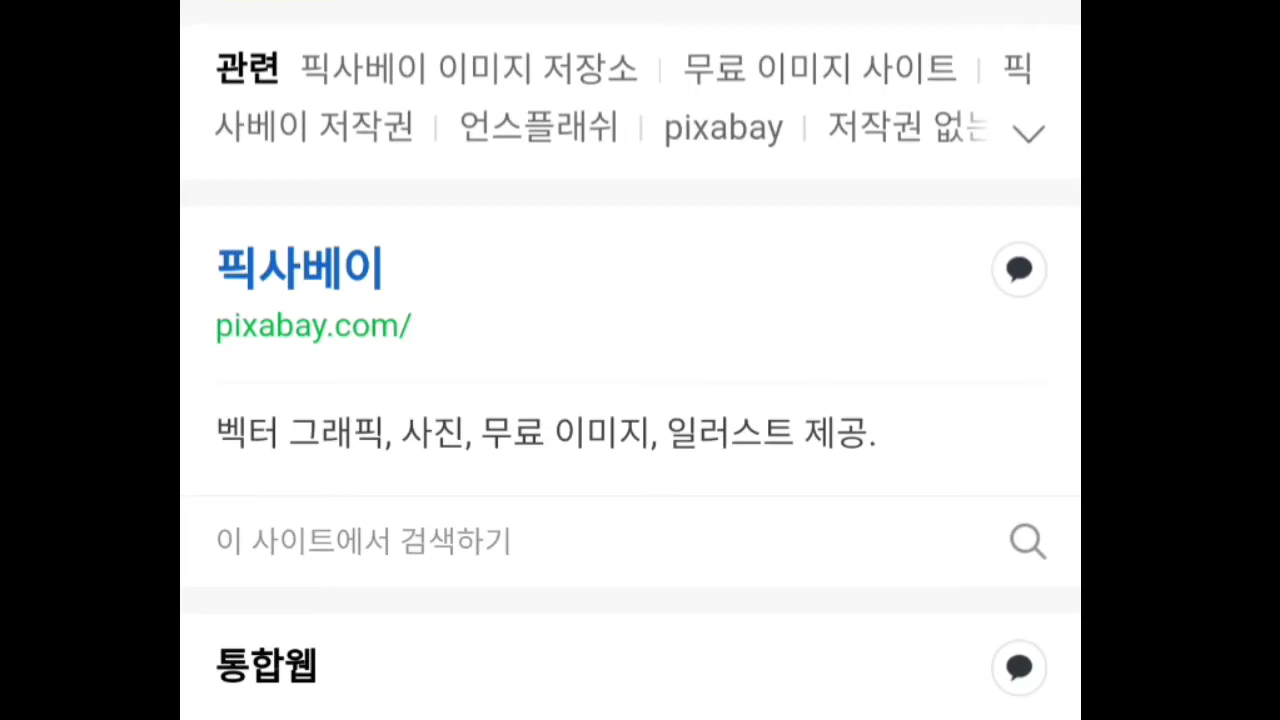 관련 픽사베이 이미지 저장소 무료 이미지 사이트 픽
사베이 저작권 언스플래쉬 pixabay 저작권 없는
픽사베이
pixabay.com/
벡터 그래픽, 사진, 무료 이미지, 일러스트 제공.
이 사이트에서 검색하기
통합웹